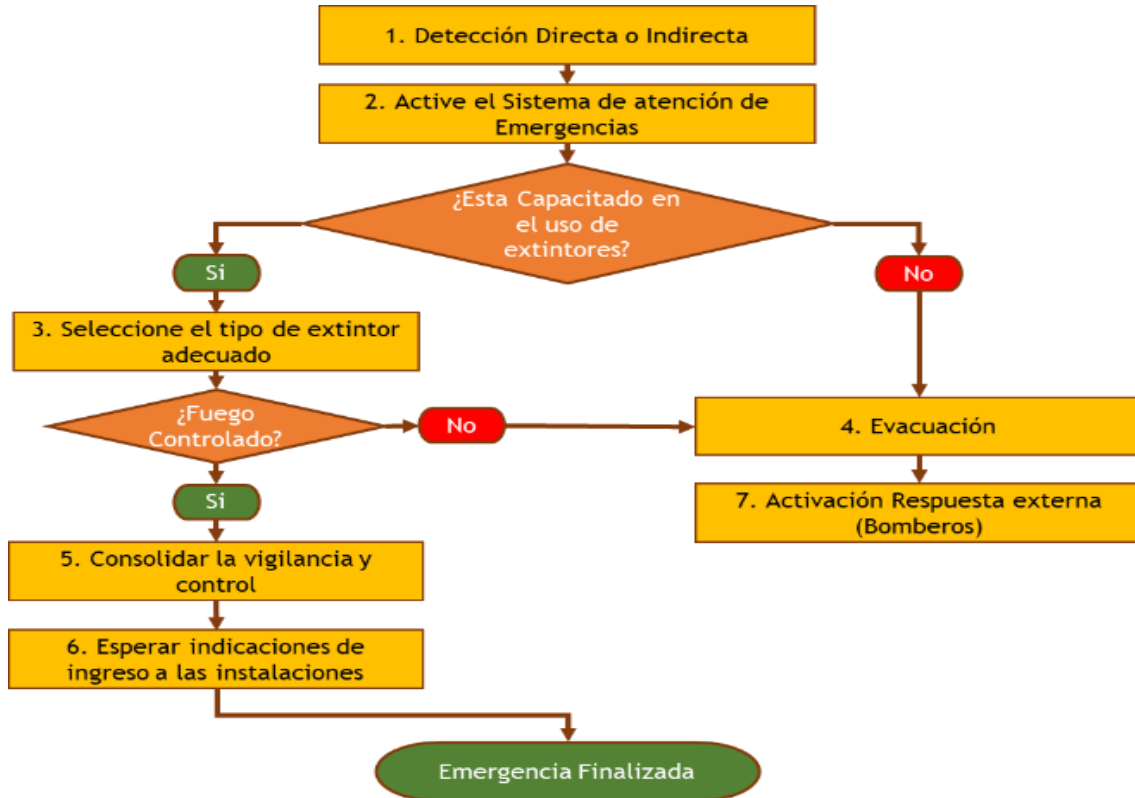 1. Detección Directa o Indirecta
2. Active el Sistema de atención de
Emergencias
¿Esta Capacitado en
el uso de
extintores?
Si
No
3. Seleccione el tipo de extintor
adecuado
¿Fuego
Controlado?
No
4. Evacuación
Si
7. Activación Respuesta externa
(Bomberos)
5. Consolidar la vigilancia y
control
6. Esperar indicaciones de
ingreso a las instalaciones
Emergencia Finalizada